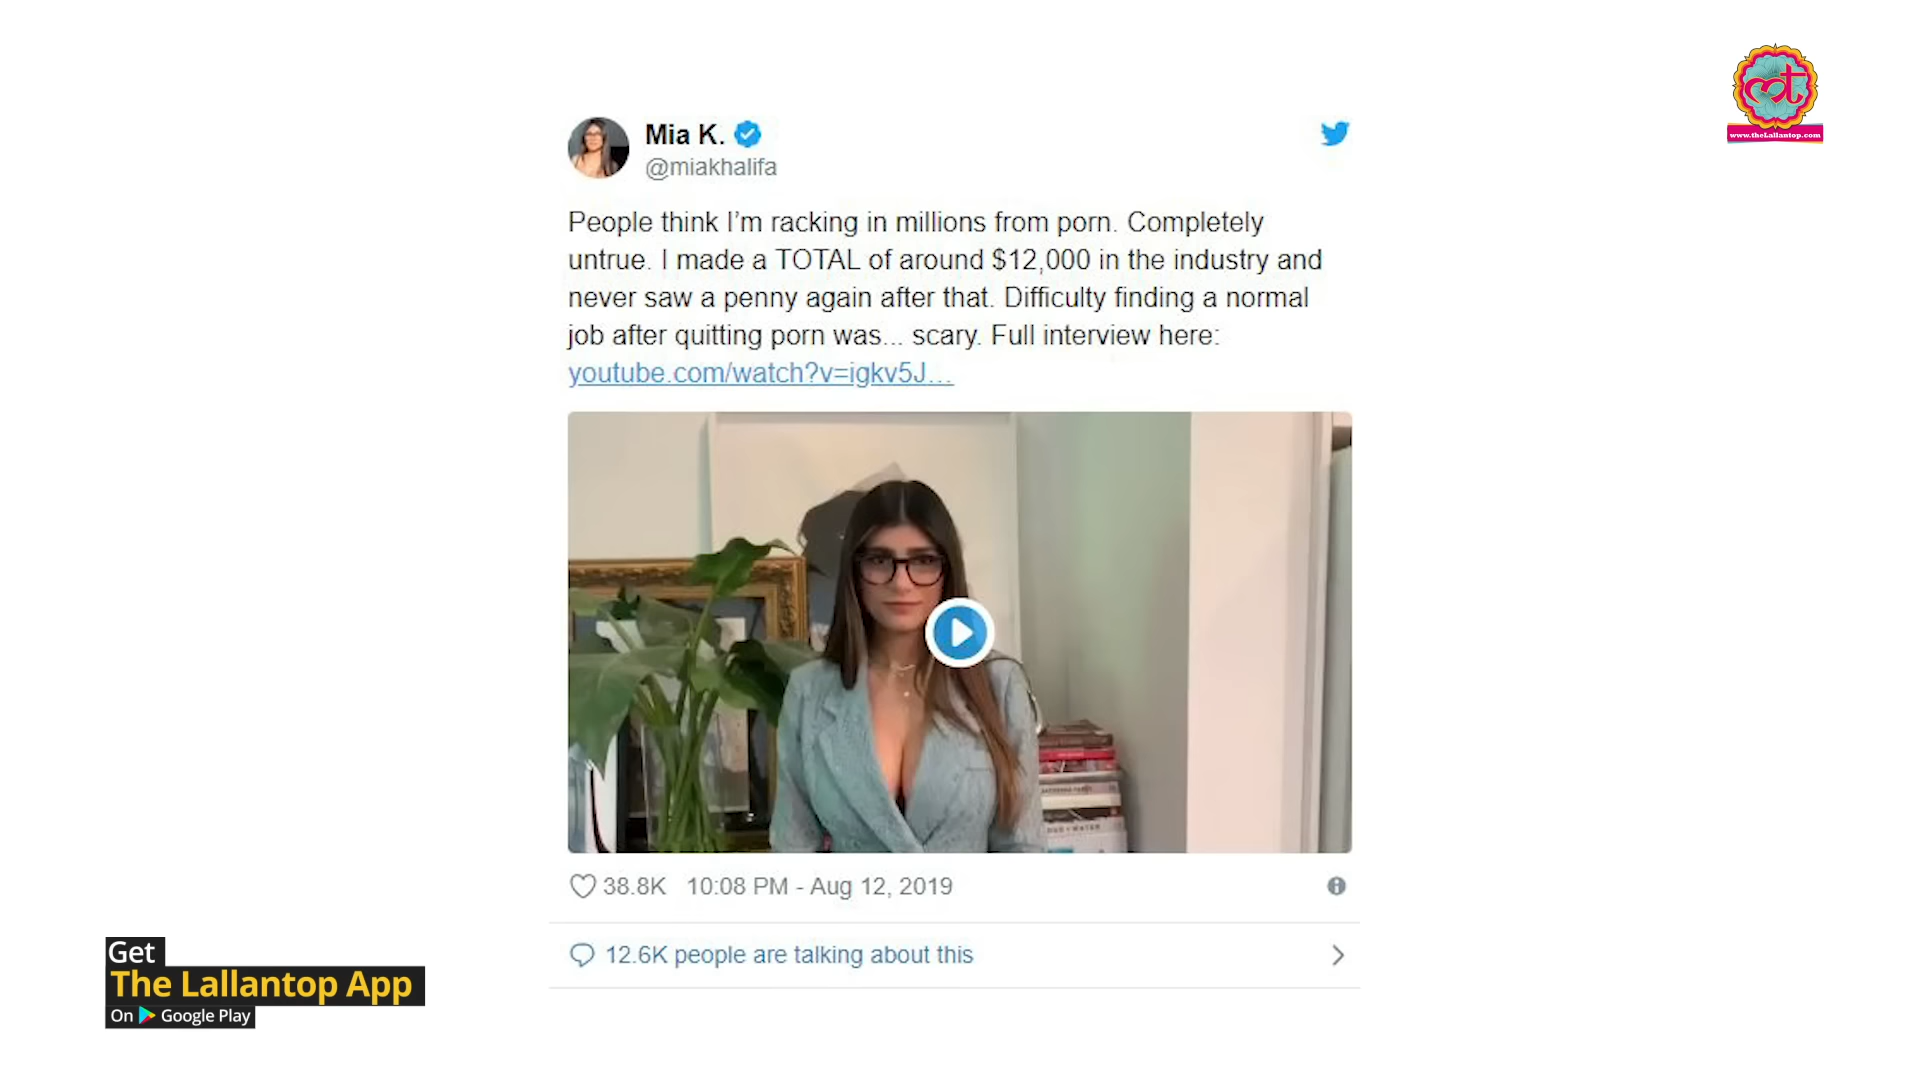 www.theLallantop.com
Mia K.
@miakhalifa
People think I’m racking in millions from porn. Completely
untrue. I made a TOTAL of around $12,000 in the industry and
never saw a penny again after that. Difficulty finding a normal
job after quitting porn was... scary. Full interview here:
youtube.com/watch?v=igkv5J...
38.8K 10:08 PM - Aug 12, 2019
12.6K people are talking about this
Get
The Lallantop App
On Google Play